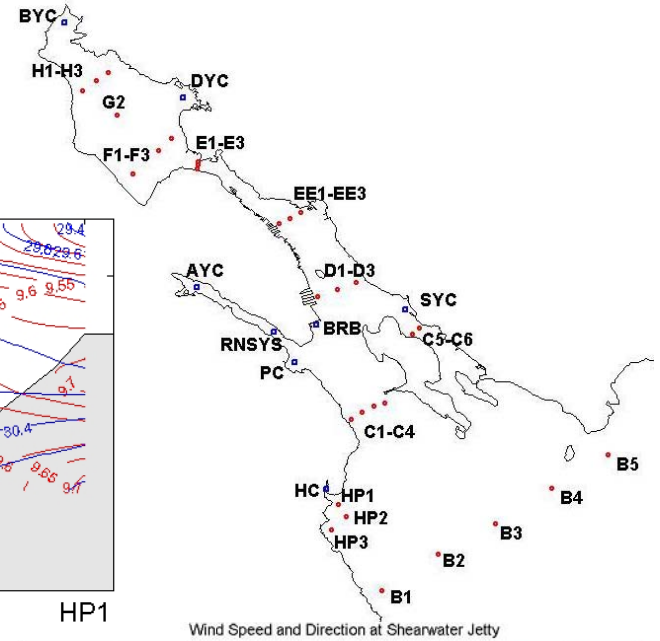 BYC
H1-H3
DYC
G2
F1-F3
E1-E3
EE1-EE3
29.4
29.6
9.6 9.55
AYC
D1-D3
SYC
BRB
RNSYS
C5-C6
PC
9.7
30.4
C1-C4
9.65
9.7
HC
HP1
HP2
HP3
B5
B4
B3
B2
B1
HP1
Wind Speed and Direction at Shearwater Jetty